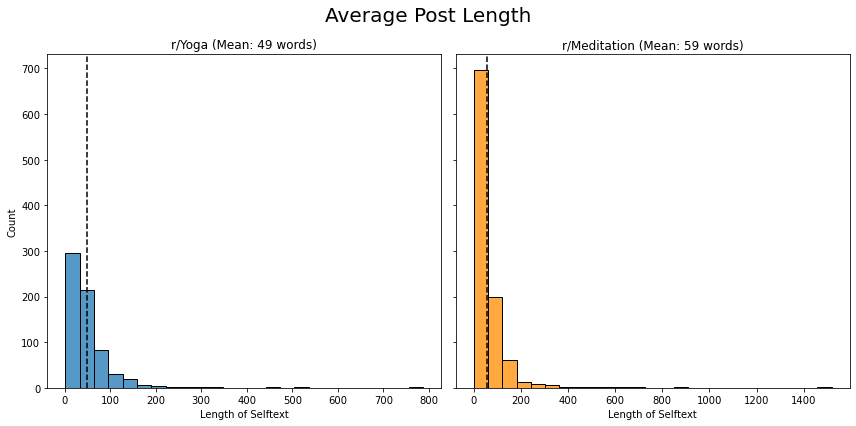 Average Post Length
r/Yoga (Mean: 49 words)
r/Meditation (Mean: 59 words)
700
600
500
400
300
200
100
0
Count
0 100 200 300 400 500 600 700 800
0 200 400 600 800 1000 1200 1400
Length of Selftext
Length of Selftext